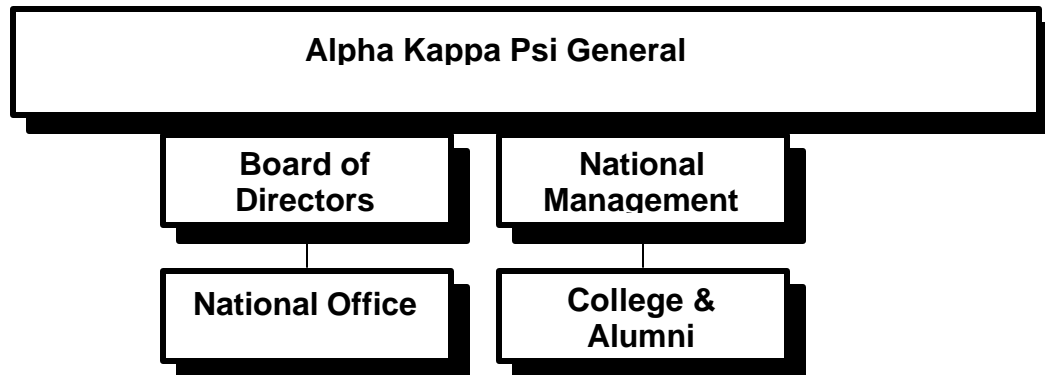 Alpha Kappa Psi General
Board of
Directors
National
Management
National Office
College &
Alumni